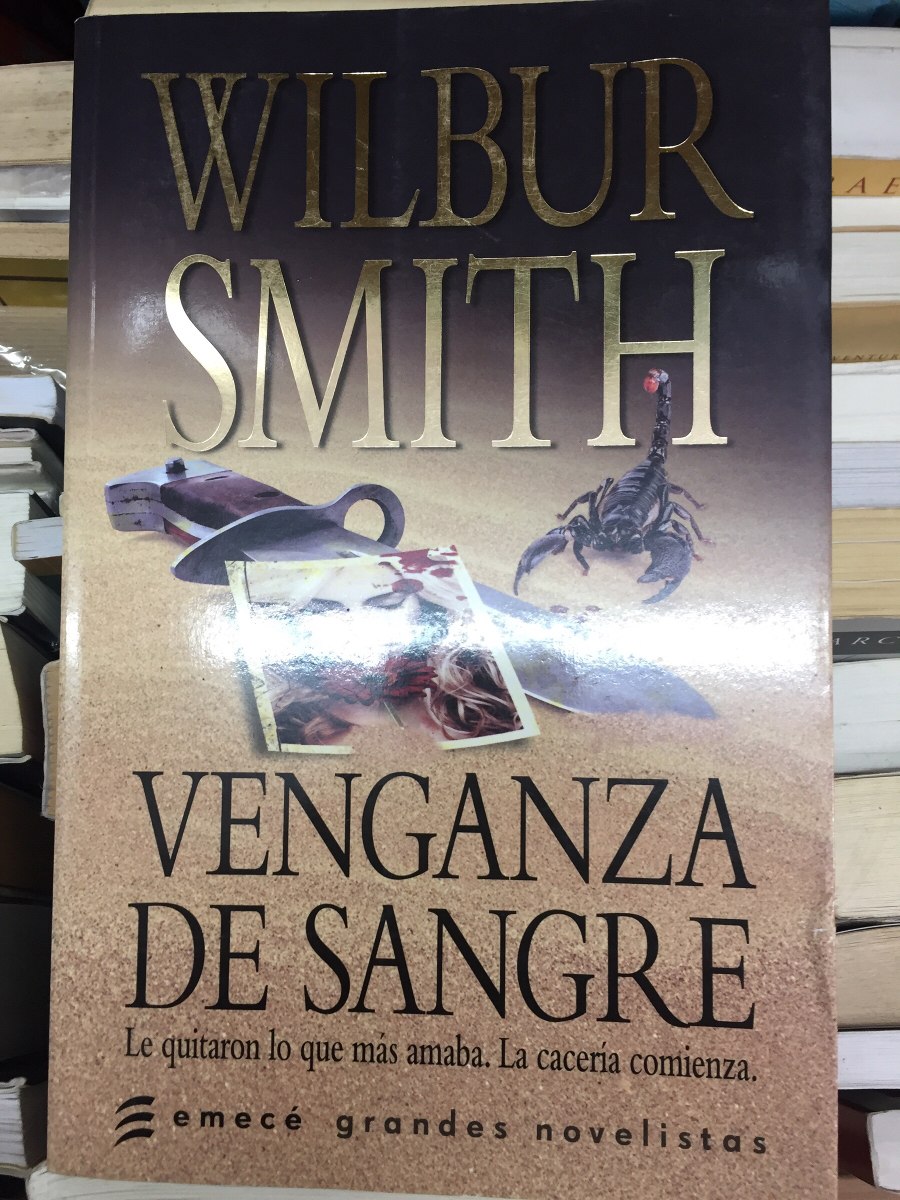 WILBUR
SMITH
VENGANZA
DE SANGRE
Le quitaron lo que más amaba. La cacería comienza.
emecé grandes novelistas